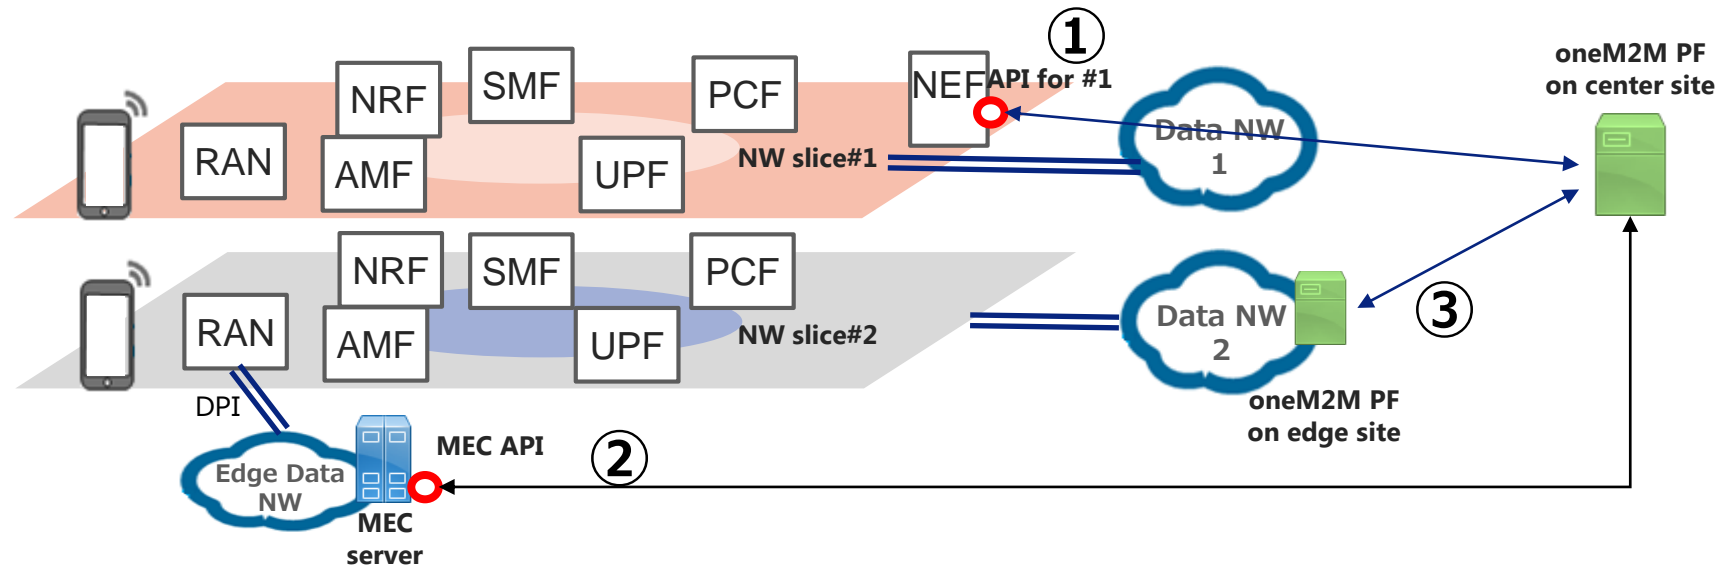 ①
oneM2M PF
on center site
SMF
NRF
PCF
NEF
API for #1
Data NW
1
RAN
AMF
UPF
NW slice#1
NRF
SMF
PCF
RAN
AMF
UPF
NW slice#2
Data NW
2
③
DPI
oneM2M PF
on edge site
MEC API
②
Edge Data
NW
MEC
server